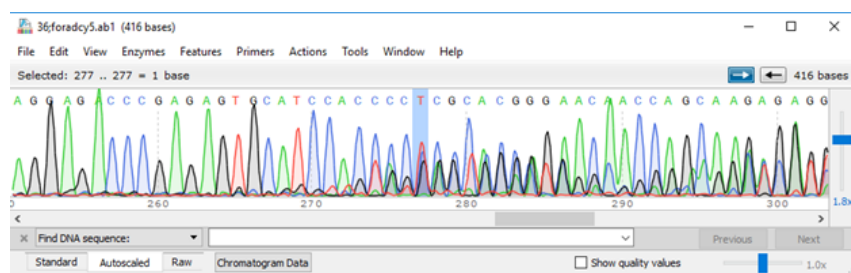 36;foradcy5.ab1 (416 bases)
File Edit View Enzymes Features Primers Actions Tools Window Help
Selected: 277 .. 277 = 1 base 416 bases
A G G A G A C C C G A G A G T G C A T C C A C C C C T C G C A C G G G A A C A A C C A G C A A G A G A G G
260 270 280 290 300
1.8x
Find DNA sequence: Previous Next
Standard Autoscaled Raw Chromatogram Data Show quality values 1.0x